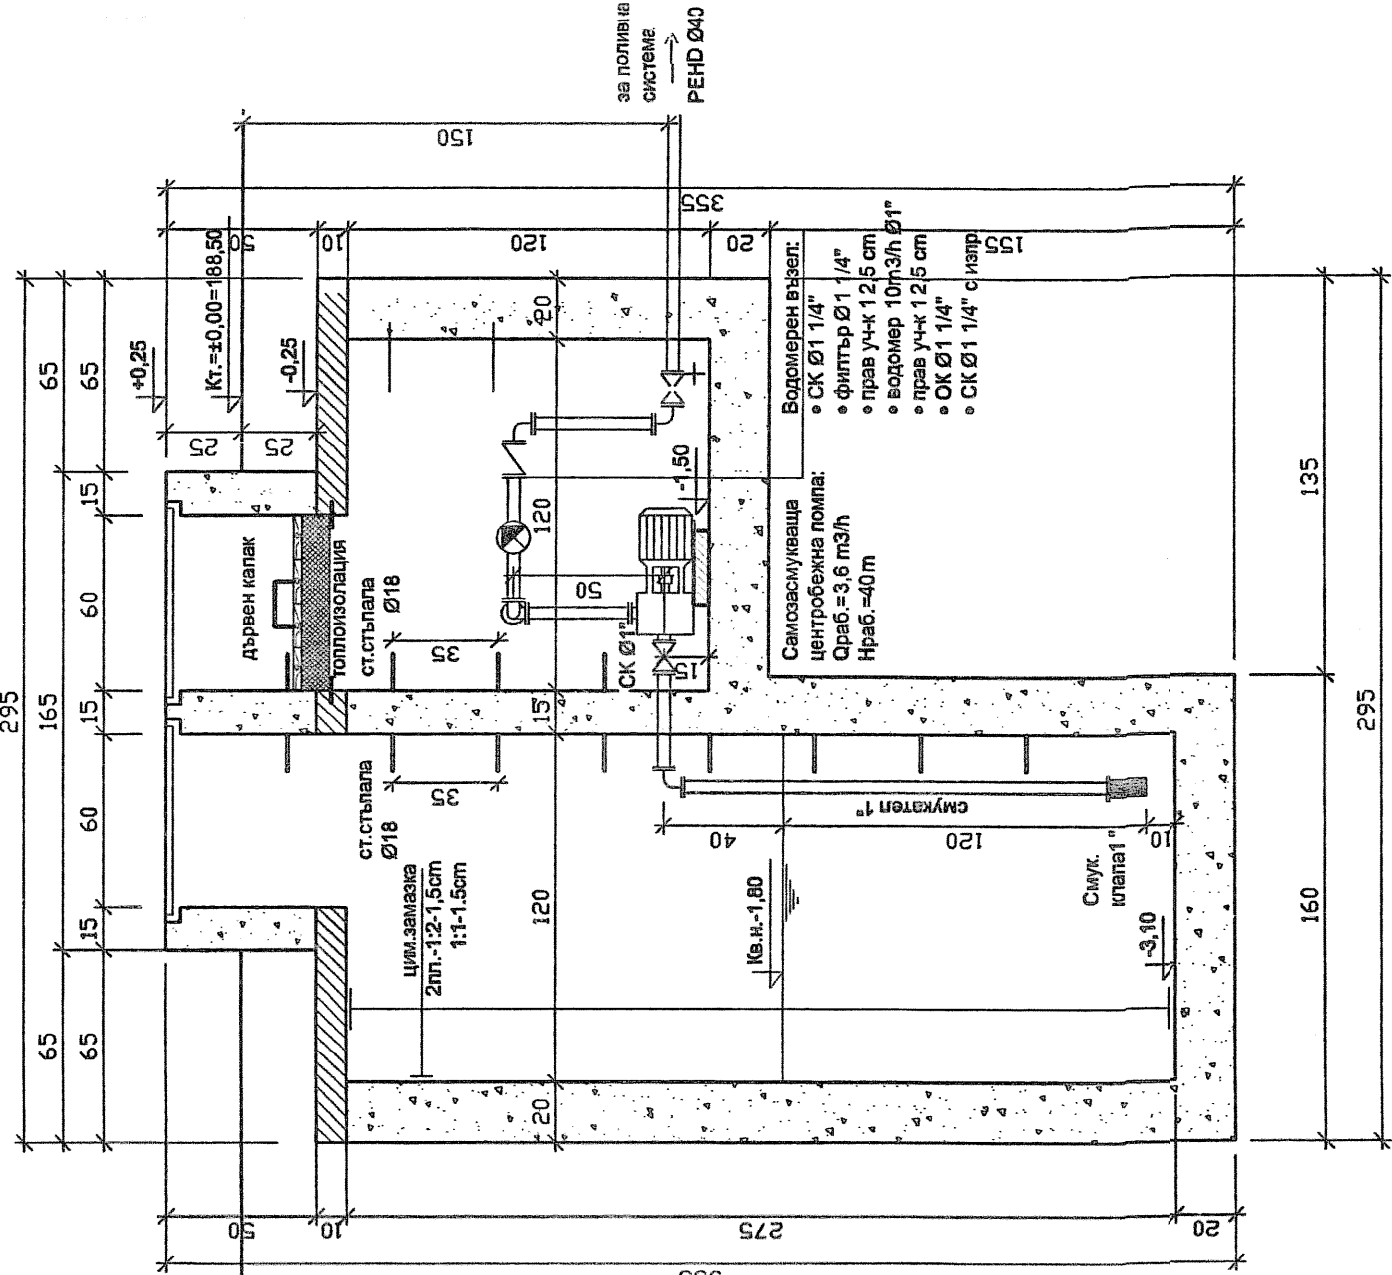 за поливна
система
PEHD Ø40
150
355
50
10
120
20
155
295
165
65
65
15
60
15
60
15
65
65
+0,25
Кт.=±0,00=188,50
-0,25
25
25
дървен капак
топлоизолация
ст.стъпала
Ø18
35
ст.стъпала
Ø18
35
цим.замазка
2пл.-1:2-1,5cm
1:1-1.5cm
20
120
15
120
20
50
СК Ø1"
15
-1,50
Водомерен възел:
• СК Ø1 1/4"
• филтър Ø1 1/4"
• прав уч-к 12,5 cm
• водомер 10m3/h Ø1"
• прав уч-к 12,5 cm
• ОК Ø1 1/4"
• СК Ø1 1/4" с изпр.
Самозасмукваща
центробежна помпа:
Qраб.=3,6 m3/h
Hраб.=40m
смукател 1"
40
120
10
Кв.н.-1,80
Смук.
клапа1"
-3,10
135
160
295
50
10
275
20